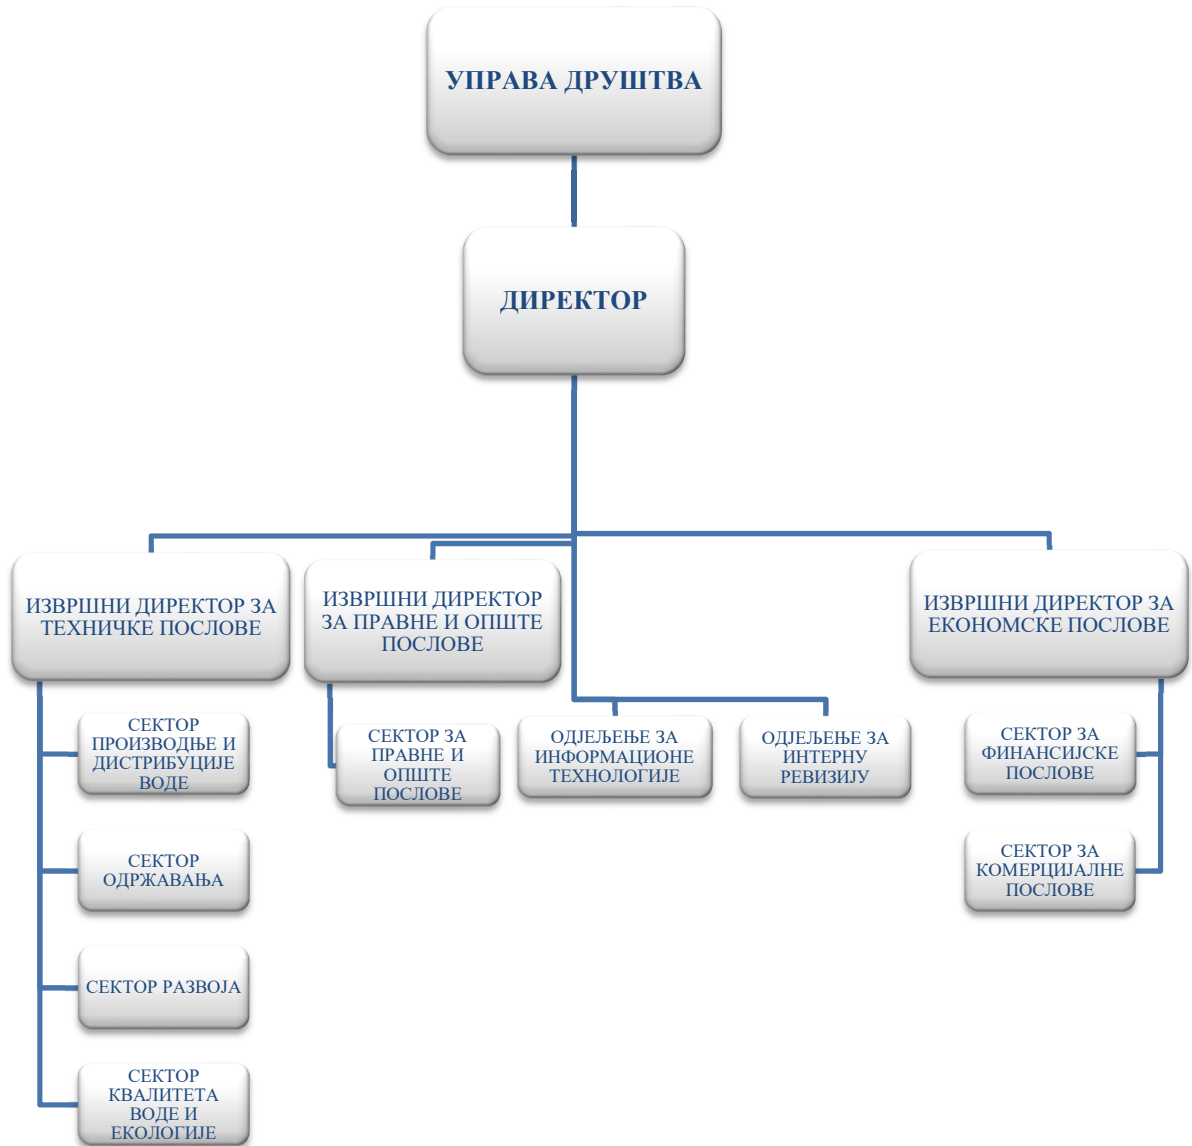 УПРАВА ДРУШТВА
ДИРЕКТОР
ИЗВРШНИ ДИРЕКТОР ЗА
ТЕХНИЧКЕ ПОСЛОВЕ
ИЗВРШНИ ДИРЕКТОР
ЗА ПРАВНЕ И ОПШТЕ
ПОСЛОВЕ
ИЗВРШНИ ДИРЕКТОР ЗА
ЕКОНОМСКЕ ПОСЛОВЕ
СЕКТОР
ПРОИЗВОДЊЕ И
ДИСТРИБУЦИЈЕ
ВОДЕ
СЕКТОР ЗА
ПРАВНЕ И
ОПШТЕ
ПОСЛОВЕ
ОДЈЕЉЕЊЕ ЗА
ИНФОРМАЦИОНЕ
ТЕХНОЛОГИЈЕ
ОДЈЕЉЕЊЕ ЗА
ИНТЕРНУ
РЕВИЗИЈУ
СЕКТОР ЗА
ФИНАНСИЈСКЕ
ПОСЛОВЕ
СЕКТОР
ОДРЖАВАЊА
СЕКТОР ЗА
КОМЕРЦИЈАЛНЕ
ПОСЛОВЕ
СЕКТОР РАЗВОЈА
СЕКТОР
КВАЛИТЕТА
ВОДЕ И
ЕКОЛОГИЈЕ